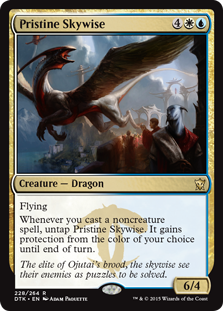 Pristine Skywise 4
Creature — Dragon
Flying
Whenever you cast a noncreature
spell, untap Pristine Skywise. It gains
protection from the color of your choice
until end of turn.
The elite of Ojutai's brood, the skywise see
their enemies as puzzles to be solved.
6/4
228/264 R
DTK • EN Adam Paquette
™ & © 2015 Wizards of the Coast